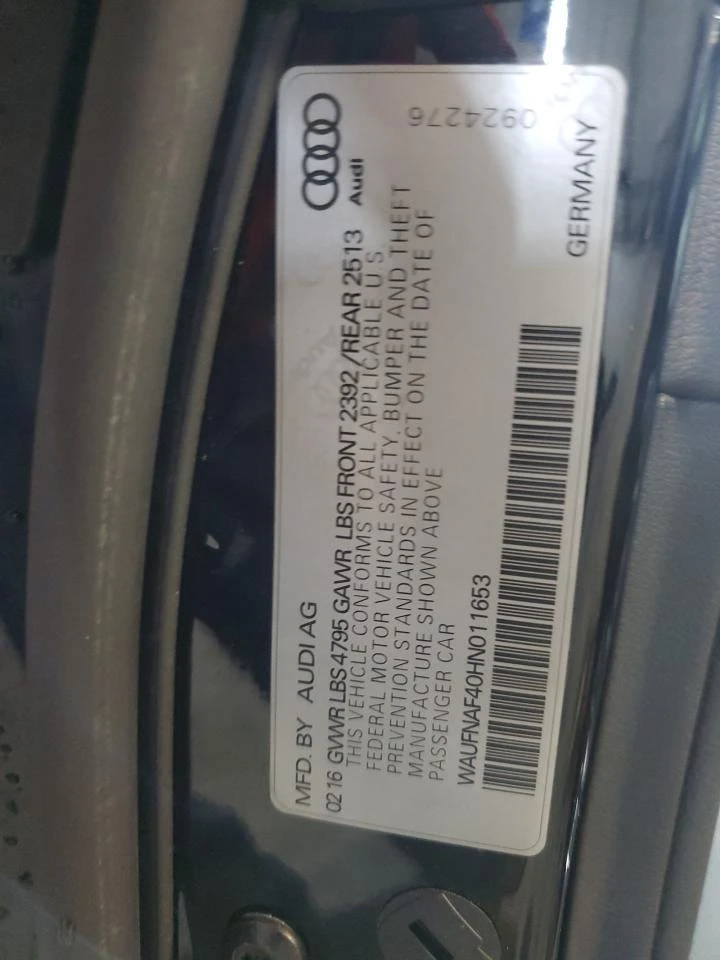 MFD. BY AUDI AG
0216 GVWR LBS 4795 GAWR LBS FRONT 2392 / REAR 2513
THIS VEHICLE CONFORMS TO ALL APPLICABLE U S
FEDERAL MOTOR VEHICLE SAFETY. BUMPER AND THEFT
PREVENTION STANDARDS IN EFFECT ON THE DATE OF
MANUFACTURE SHOWN ABOVE
PASSENGER CAR
WAUFNAF40HN011653
Audi
0924276
GERMANY